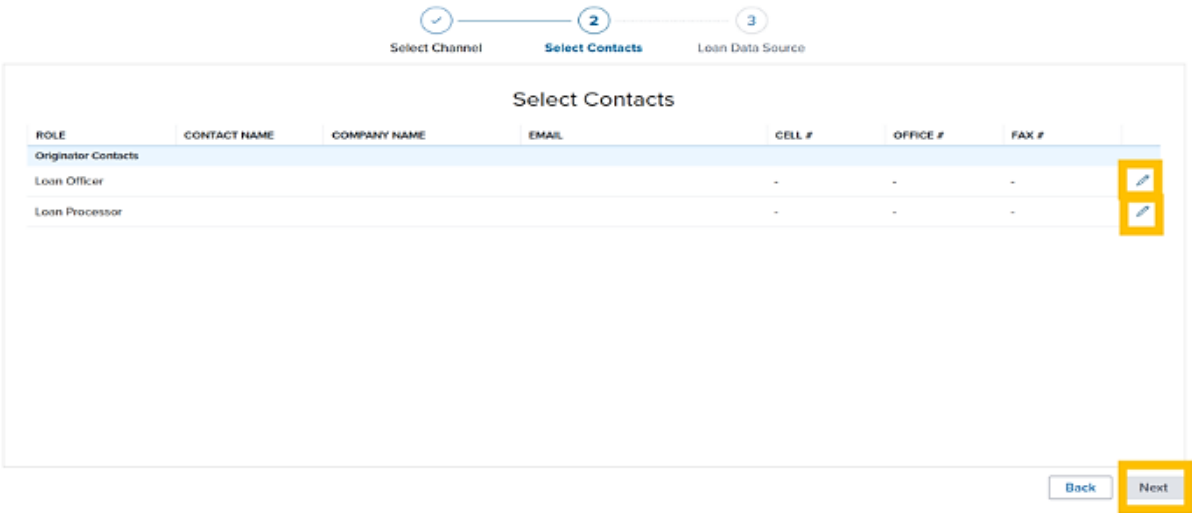 2 3
Select Channel Select Contacts Loan Data Source
Select Contacts
ROLE CONTACT NAME COMPANY NAME EMAIL CELL # OFFICE # FAX #
Originator Contacts
Loan Officer - - -
Loan Processor - - -
Back Next